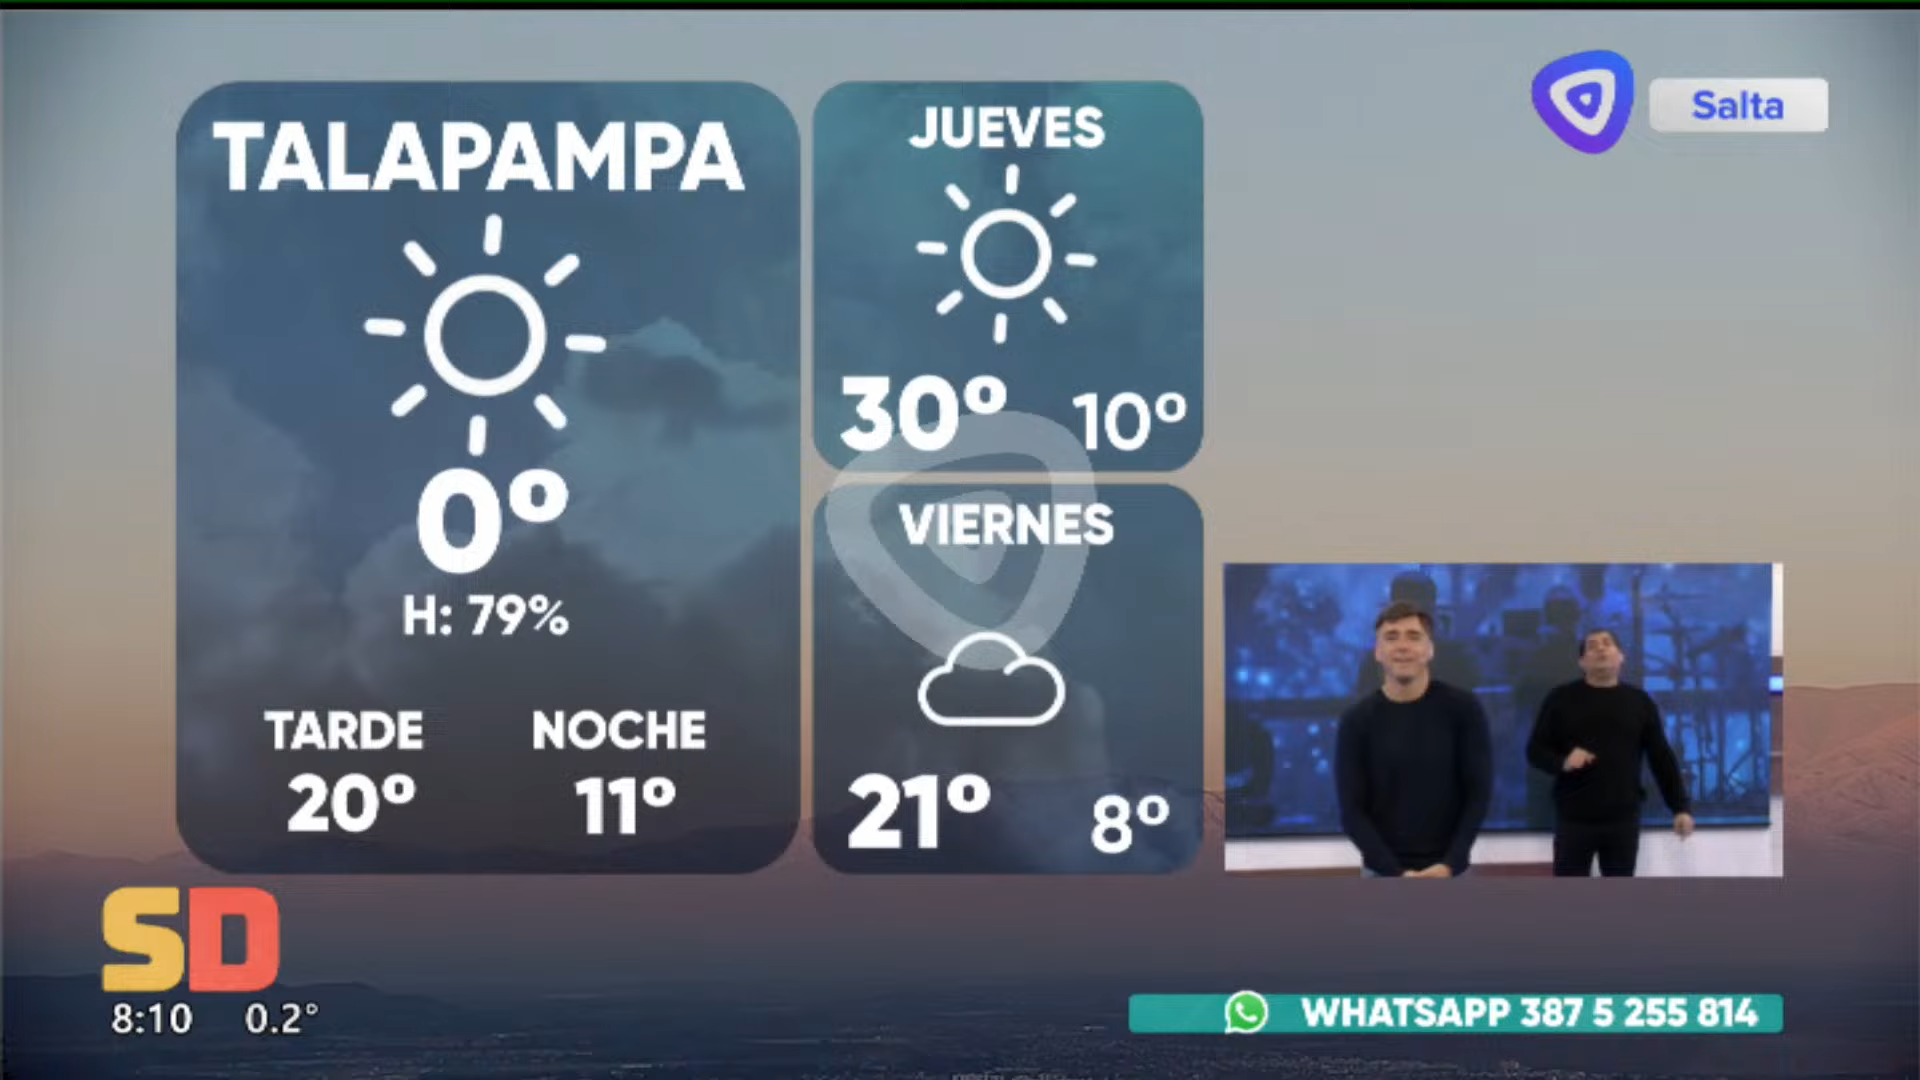 TALAPAMPA
0°
H: 79%
TARDE
NOCHE
20°
11°
JUEVES
30°
10°
VIERNES
21°
8°
Salta
SD
8:10
0.2°
WHATSAPP 387 5 255 814